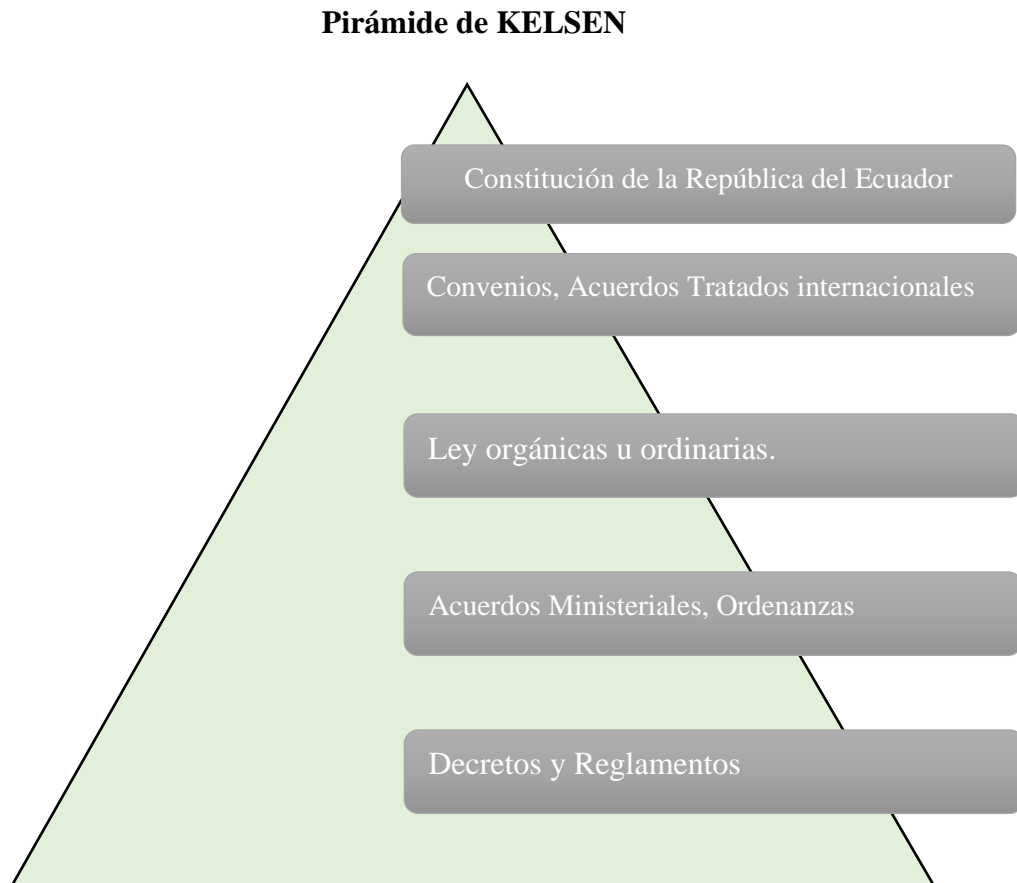 Pirámide de KELSEN
Constitución de la República del Ecuador
Convenios, Acuerdos Tratados internacionales
Ley orgánicas u ordinarias.
Acuerdos Ministeriales, Ordenanzas
Decretos y Reglamentos